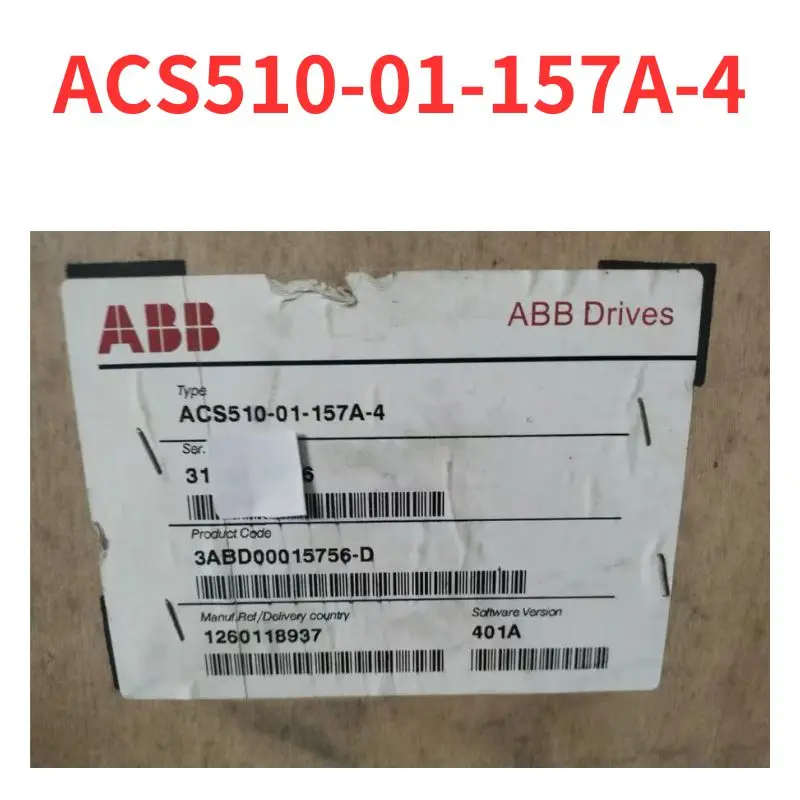 ACS510-01-157A-4
ABB
ABB Drives
Type
ACS510-01-157A-4
Ser.
31 6
Product Code
3ABD00015756-D
Manuf.Ref/Delivery country
1260118937
Software Version
401A